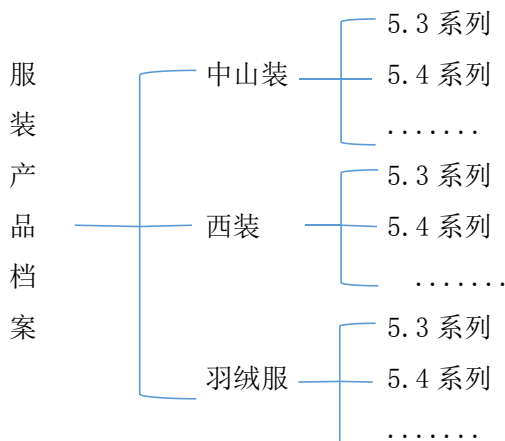 服装产品档案
中山装
5.3系列
5.4系列
.......
西装
5.3系列
5.4系列
.......
羽绒服
5.3系列
5.4系列
.......